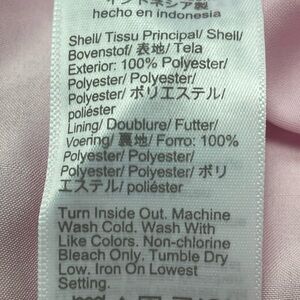 インドネシア製
hecho en indonesia
Shell/ Tissu Principal/ Shell/
Bovenstof/ 表地/ Tela
Exterior: 100% Polyester/
Polyester/ Polyester/
Polyester/ ポリエステル/
poliéster
Lining/ Doublure/ Futter/
Voering/ 裏地/ Forro: 100%
Polyester/ Polyester/
Polyester/ Polyester/ ポリ
エステル/ poliéster
Turn Inside Out. Machine
Wash Cold. Wash With
Like Colors. Non-chlorine
Bleach Only. Tumble Dry
Low. Iron On Lowest
Setting.